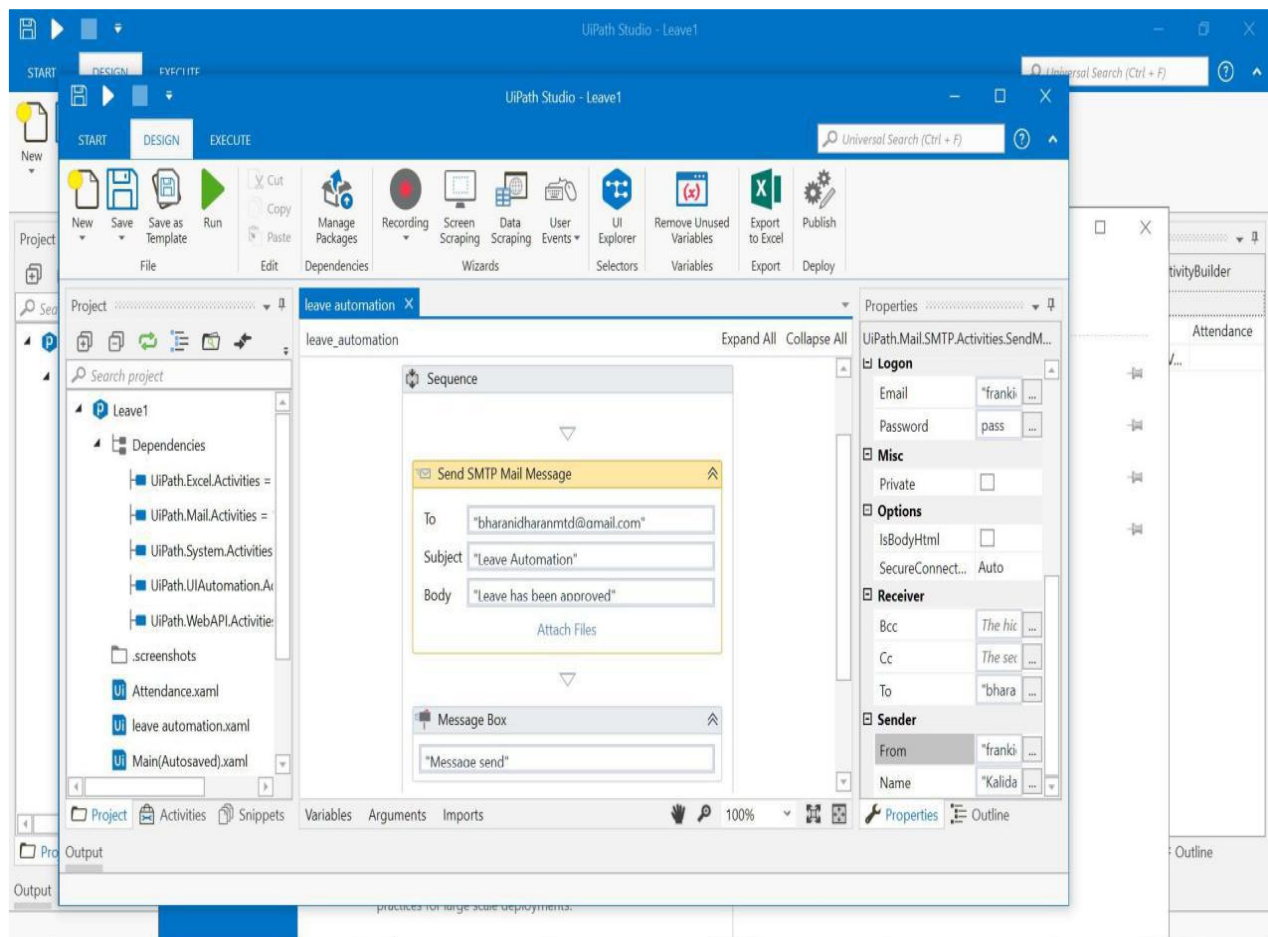 UiPath Studio - Leave1
START DESIGN EXECUTE
Universal Search (Ctrl + F)
New
Project
Output
UiPath Studio - Leave1
START DESIGN EXECUTE
Universal Search (Ctrl + F)
New Save Save as Template Run
Cut
Copy
Paste
Manage Packages
Recording
Screen Scraping
Data Scraping
User Events
UI Explorer
Remove Unused Variables
Export to Excel
Publish
File Edit Dependencies Wizards Selectors Variables Export Deploy
Project
Search project
Leave1
Dependencies
UiPath.Excel.Activities =
UiPath.Mail.Activities =
UiPath.System.Activities
UiPath.UIAutomation.Ac
UiPath.WebAPI.Activities
.screenshots
Attendance.xaml
leave automation.xaml
Main(Autosaved).xaml
Project Activities Snippets
leave automation X
leave_automation Expand All Collapse All
Sequence
Send SMTP Mail Message
To "bharanidharanmtd@gmail.com"
Subject "Leave Automation"
Body "Leave has been approved"
Attach Files
Message Box
"Message send"
Variables Arguments Imports 100%
Properties
UiPath.Mail.SMTP.Activities.SendM...
Logon
Email "franki ...
Password pass ...
Misc
Private
Options
IsBodyHtml
SecureConnect... Auto
Receiver
Bcc The hic ...
Cc The sec ...
To "bhara ...
Sender
From "franki ...
Name "Kalida ...
Properties Outline
Output
tivityBuilder
Attendance
Outline
practices for large scale deployments.